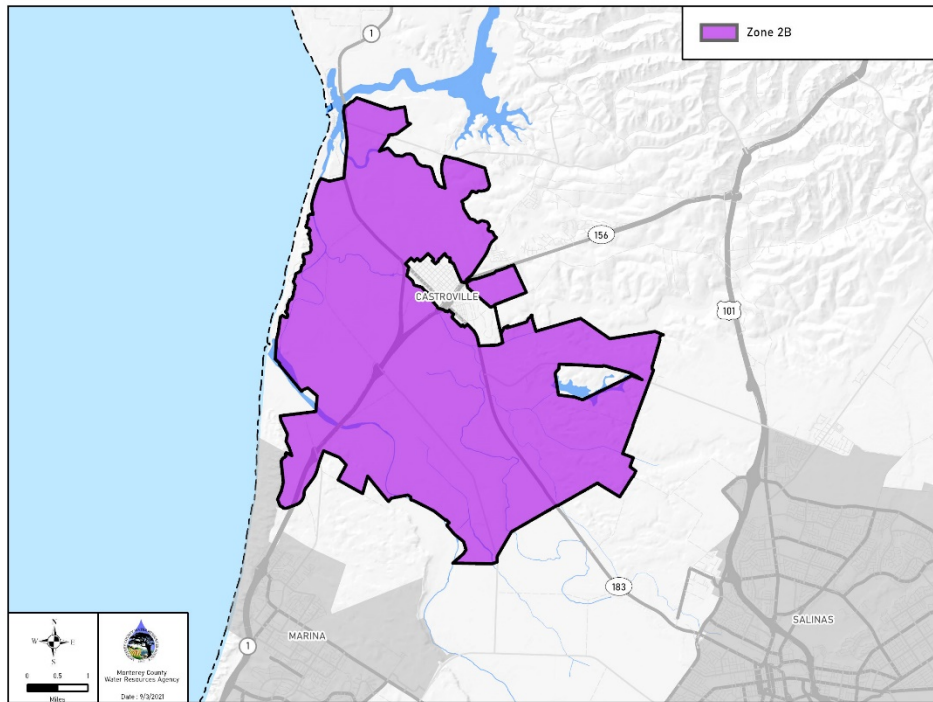 Zone 2B
1
156
CASTROVILLE
101
183
SALINAS
MARINA
1
N
W
E
S
0 0.5 1
Miles
Monterey County
Water Resources Agency
Date : 9/3/2021